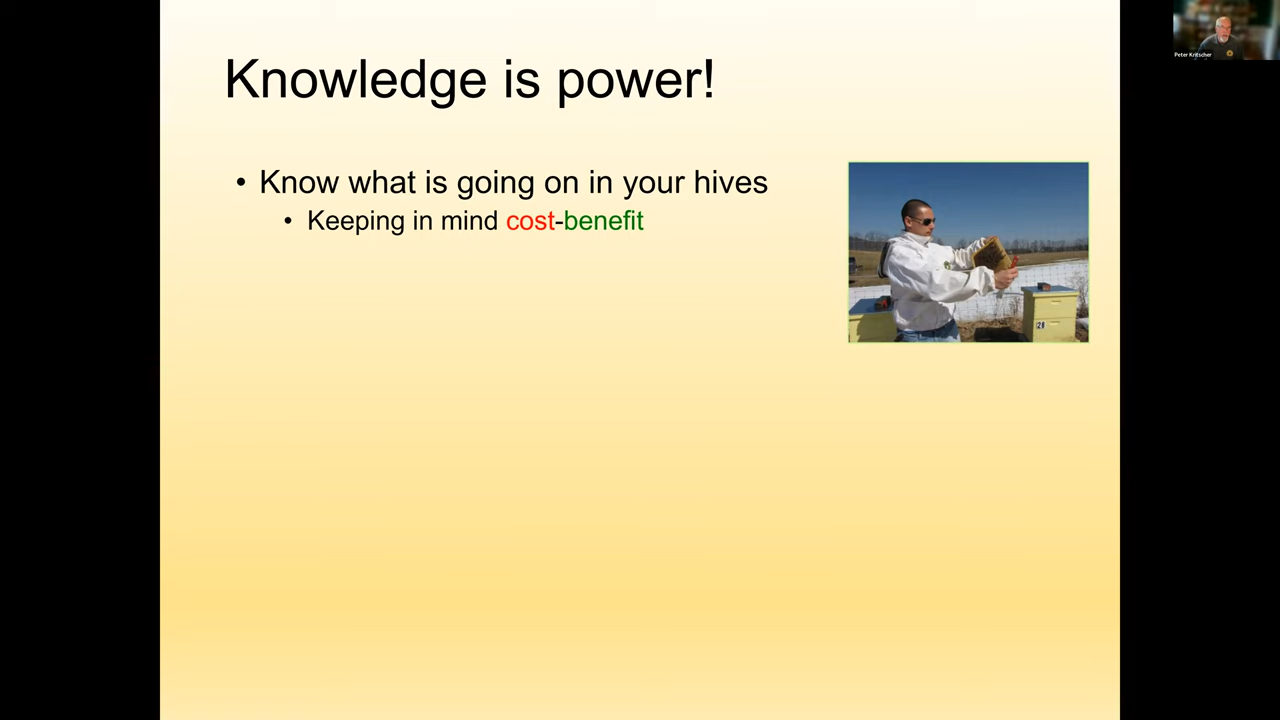 Knowledge is power!
• Know what is going on in your hives
• Keeping in mind cost-benefit
Peter Kritscher